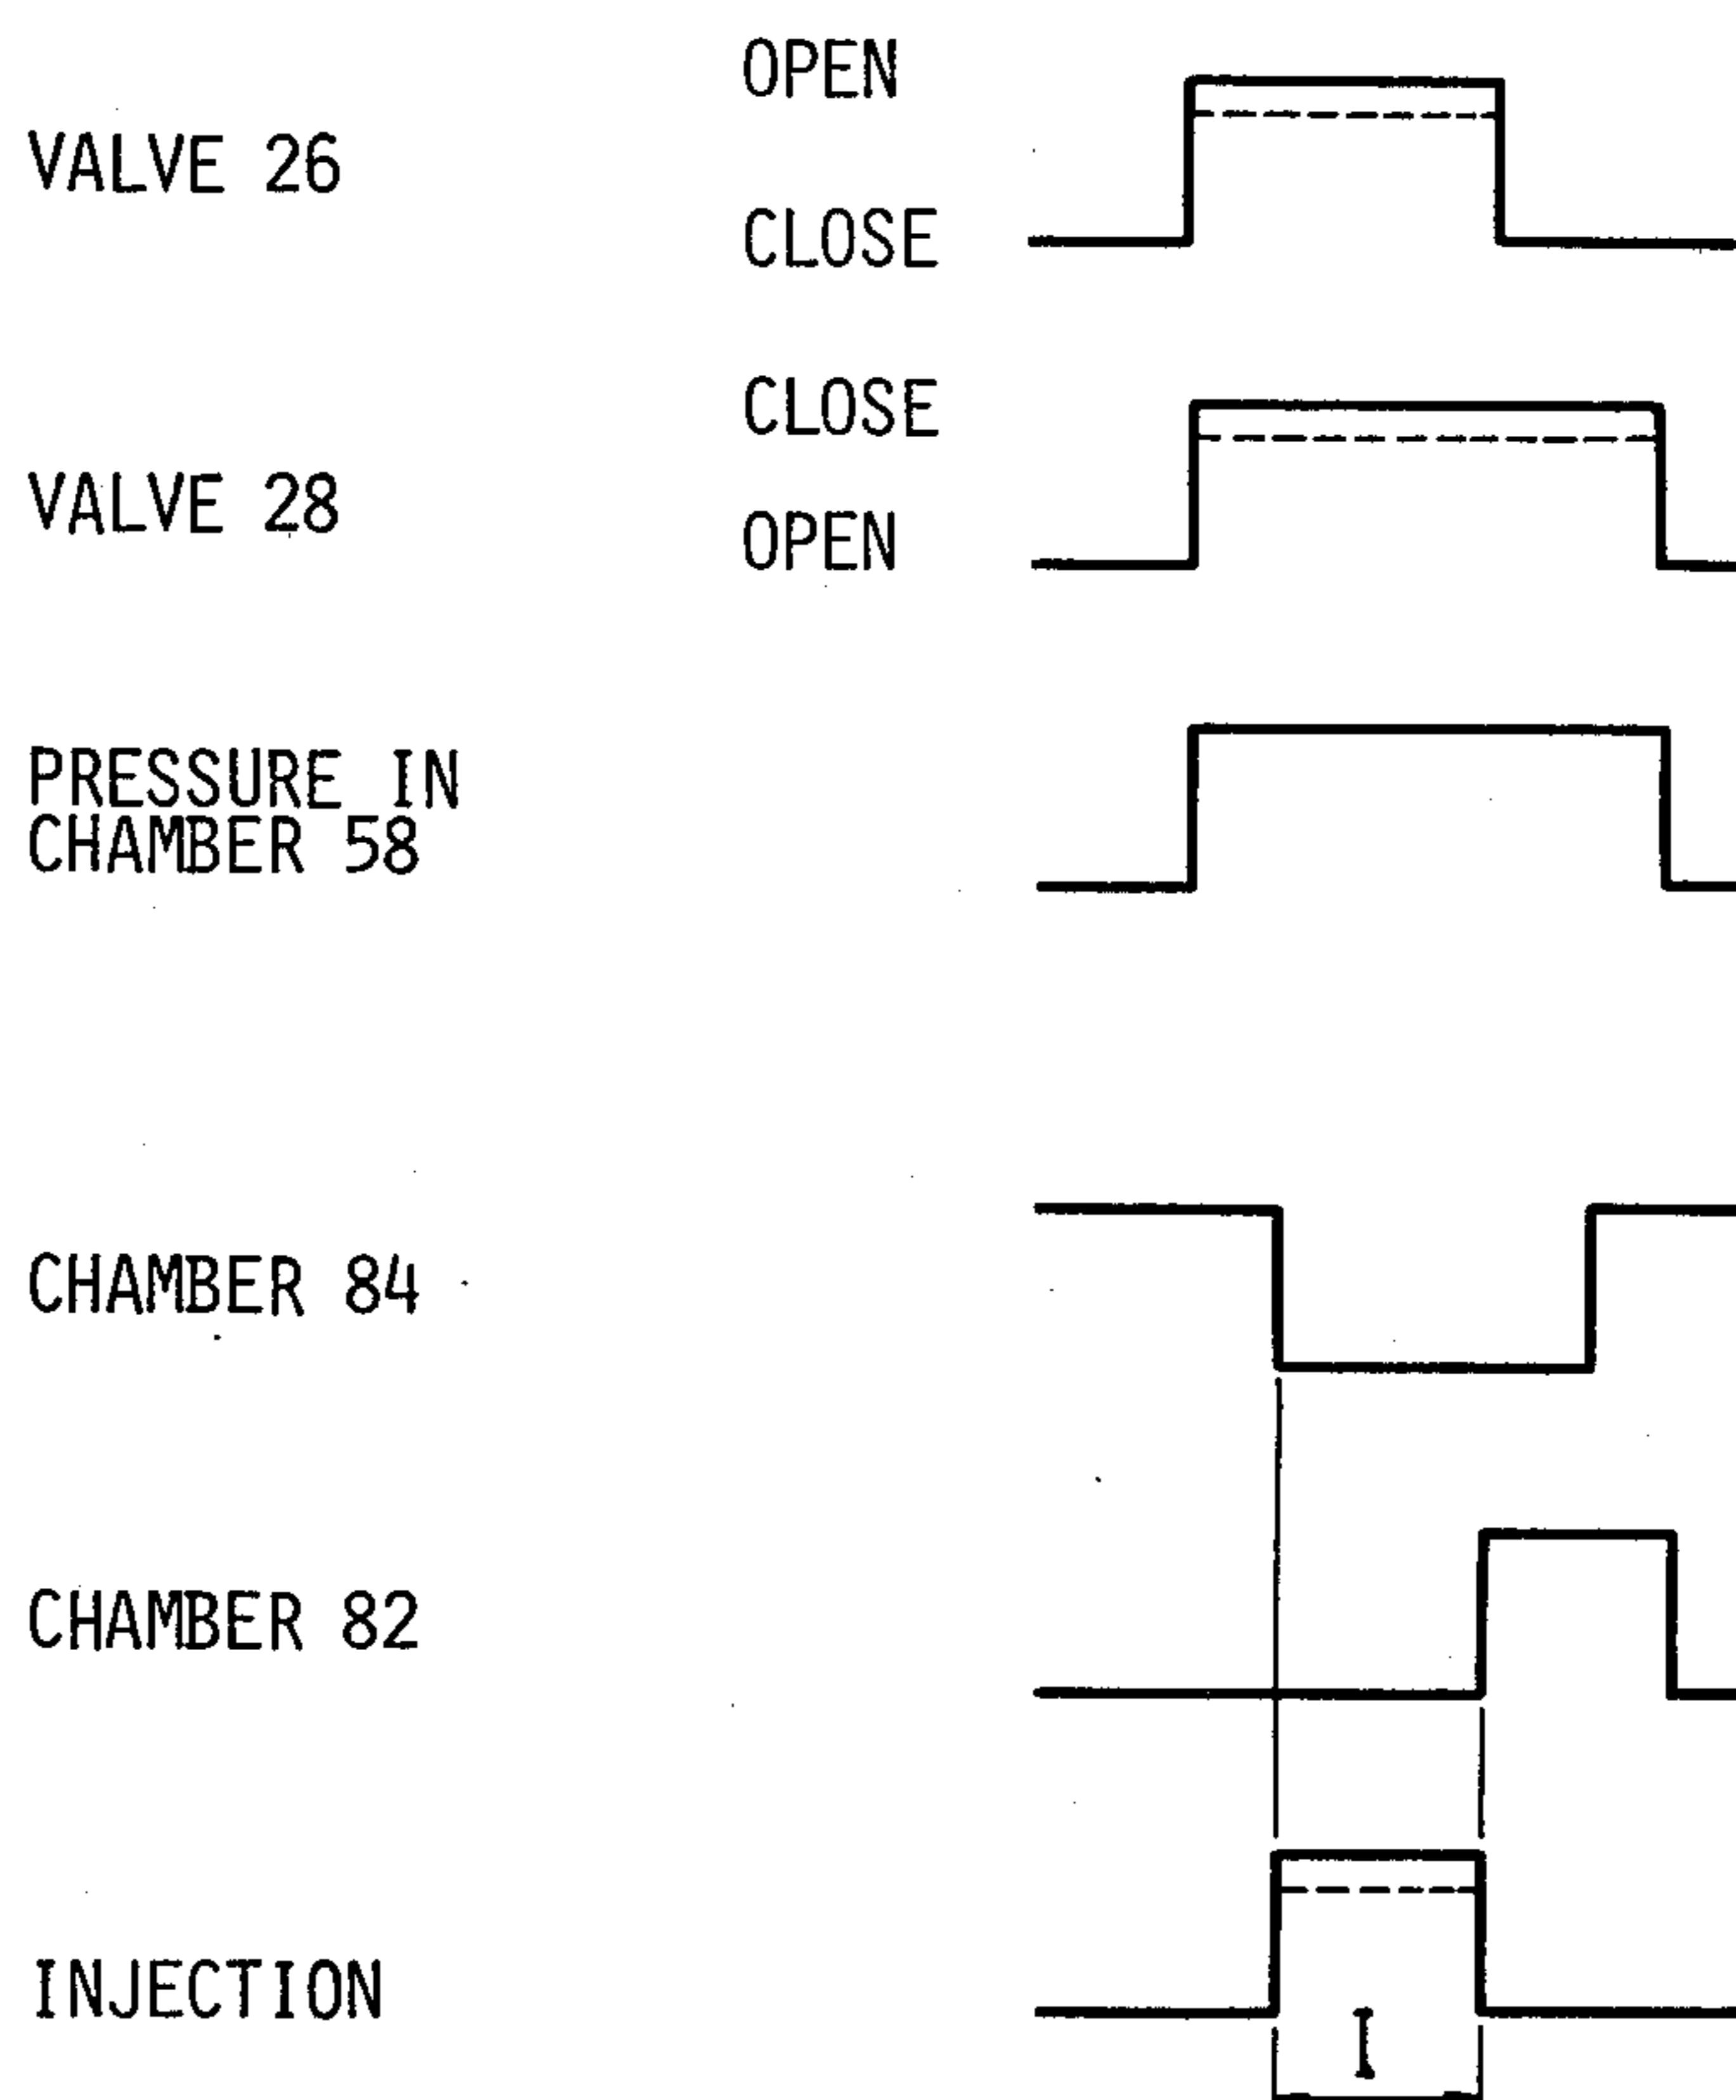 OPEN
VALVE 26
CLOSE
CLOSE
VALVE 28
OPEN
PRESSURE IN
CHAMBER 58
CHAMBER 84
CHAMBER 82
INJECTION
I